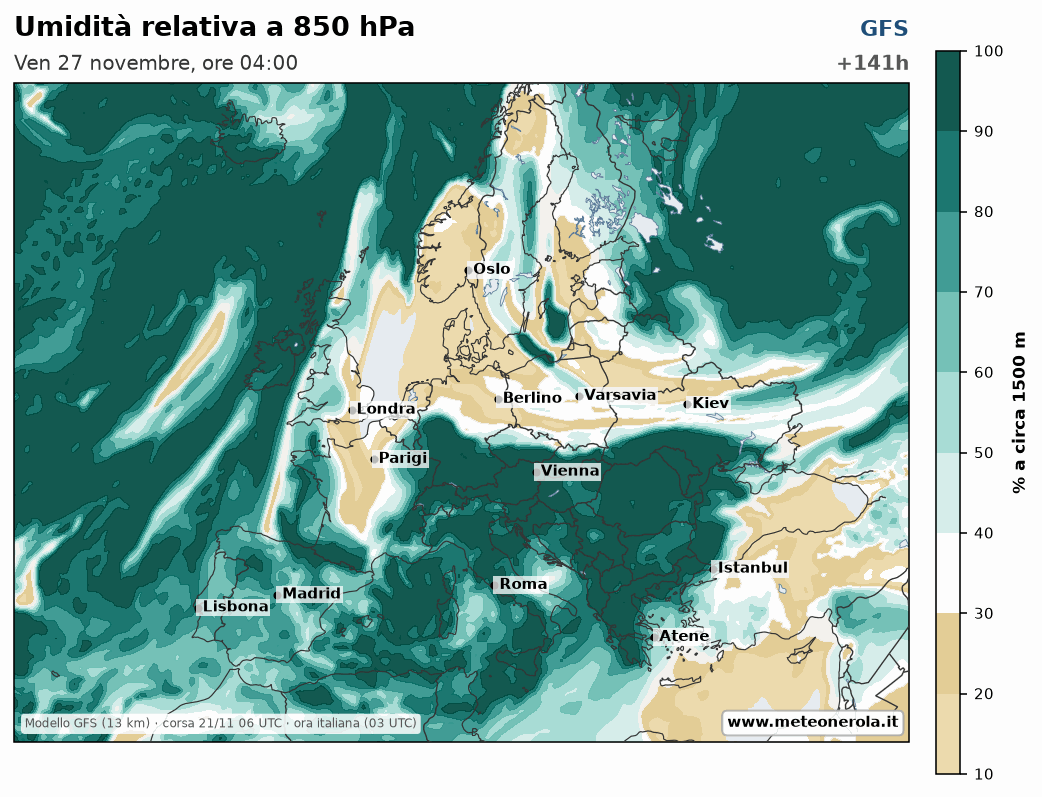 Umidità relativa a 850 hPa
GFS
Ven 27 novembre, ore 04:00
+141h
100
90
80
70
60
50
40
30
20
10
% a circa 1500 m
Oslo
Berlino
Varsavia
Kiev
Londra
Parigi
Vienna
Istanbul
Roma
Madrid
Lisbona
Atene
Modello GFS (13 km) · corsa 21/11 06 UTC · ora italiana (03 UTC)
www.meteonerola.it